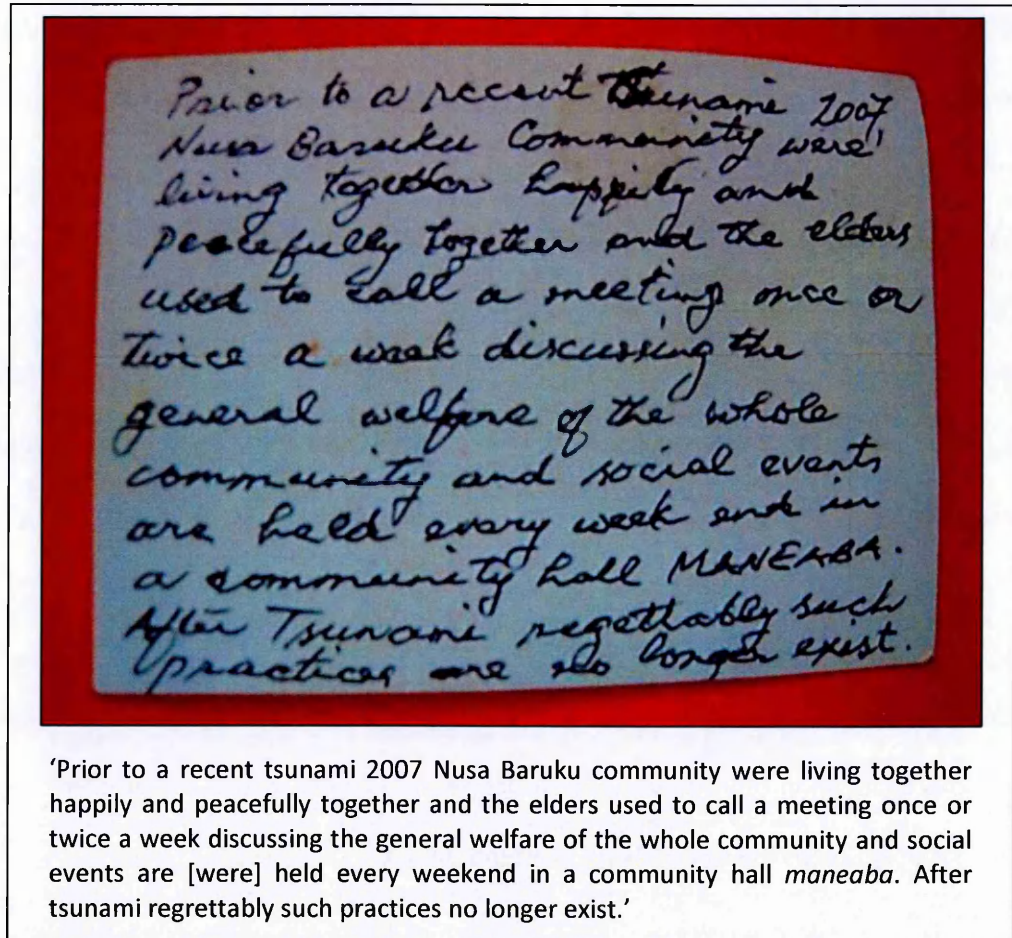 Prior to a recent Tsunami 2007
Nusa Baruku Community were
living together happily and
peacefully together and the elders
used to call a meeting once or
twice a week discussing the
general welfare of the whole
community and social events
are held every week end in
a community hall MANEABA.
After Tsunami regettably such
practices are no longer exist.
'Prior to a recent tsunami 2007 Nusa Baruku community were living together
happily and peacefully together and the elders used to call a meeting once or
twice a week discussing the general welfare of the whole community and social
events are [were] held every weekend in a community hall maneaba. After
tsunami regrettably such practices no longer exist.'